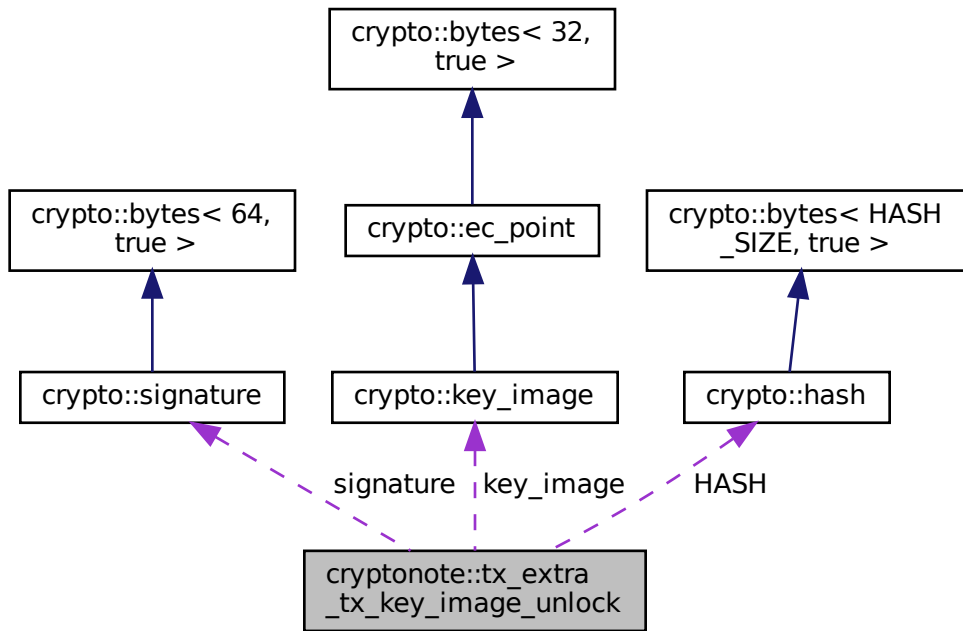 crypto::bytes< 32,
true >
crypto::bytes< 64,
true >
crypto::ec_point
crypto::bytes< HASH
_SIZE, true >
crypto::signature
crypto::key_image
crypto::hash
signature
key_image
HASH
cryptonote::tx_extra
_tx_key_image_unlock